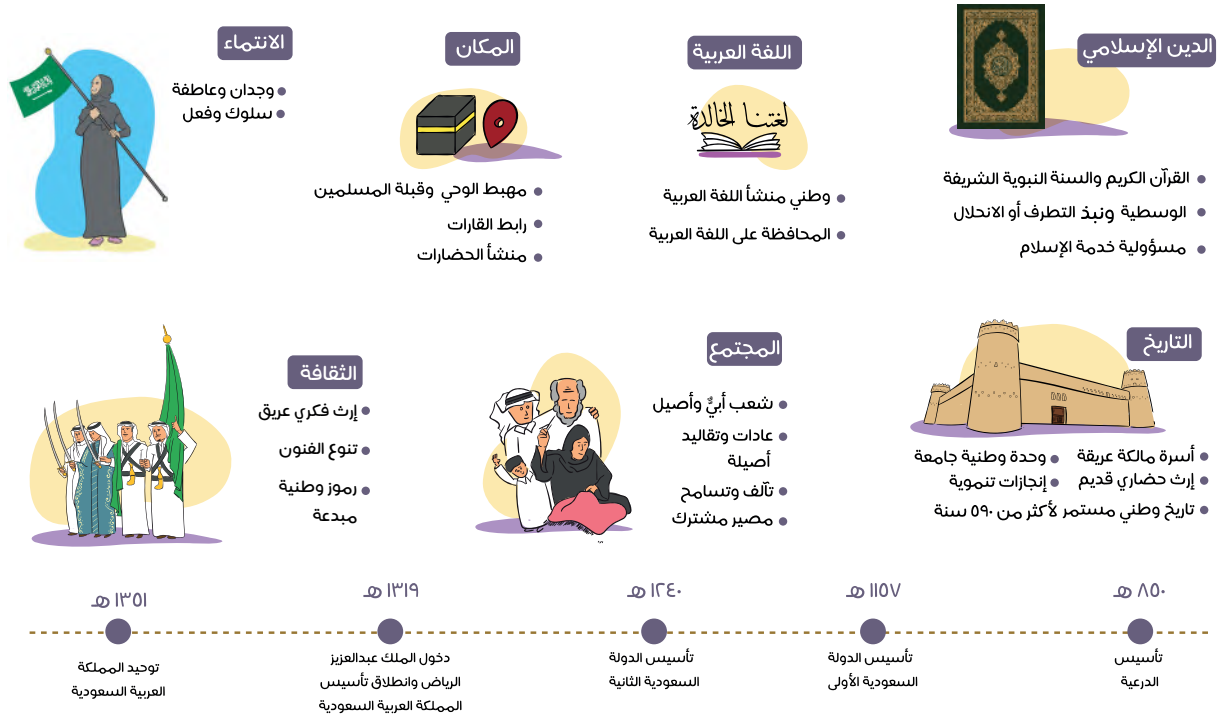 الدين الإسلامي
القرآن الكريم والسنة النبوية الشريفة
الوسطية ونبذ التطرف أو الانحلال
مسؤولية خدمة الإسلام
اللغة العربية
لغتنا الخالدة
وطني منشأ اللغة العربية
المحافظة على اللغة العربية
المكان
مهبط الوحي وقبلة المسلمين
رابط القارات
منشأ الحضارات
الانتماء
وجدان وعاطفة
سلوك وفعل
التاريخ
أسرة مالكة عريقة
وحدة وطنية جامعة
إرث حضاري قديم
إنجازات تنموية
تاريخ وطني مستمر لأكثر من ٥٩٠ سنة
المجتمع
شعب أبيٌّ وأصيل
عادات وتقاليد
أصيلة
تآلف وتسامح
مصير مشترك
الثقافة
إرث فكري عريق
تنوع الفنون
رموز وطنية
مبدعة
٨٥٠ هـ
تأسيس
الدرعية
١١٥٧ هـ
تأسيس الدولة
السعودية الأولى
١٢٤٠ هـ
تأسيس الدولة
السعودية الثانية
١٣١٩ هـ
دخول الملك عبدالعزيز
الرياض وانطلاق تأسيس
المملكة العربية السعودية
١٣٥١ هـ
توحيد المملكة
العربية السعودية